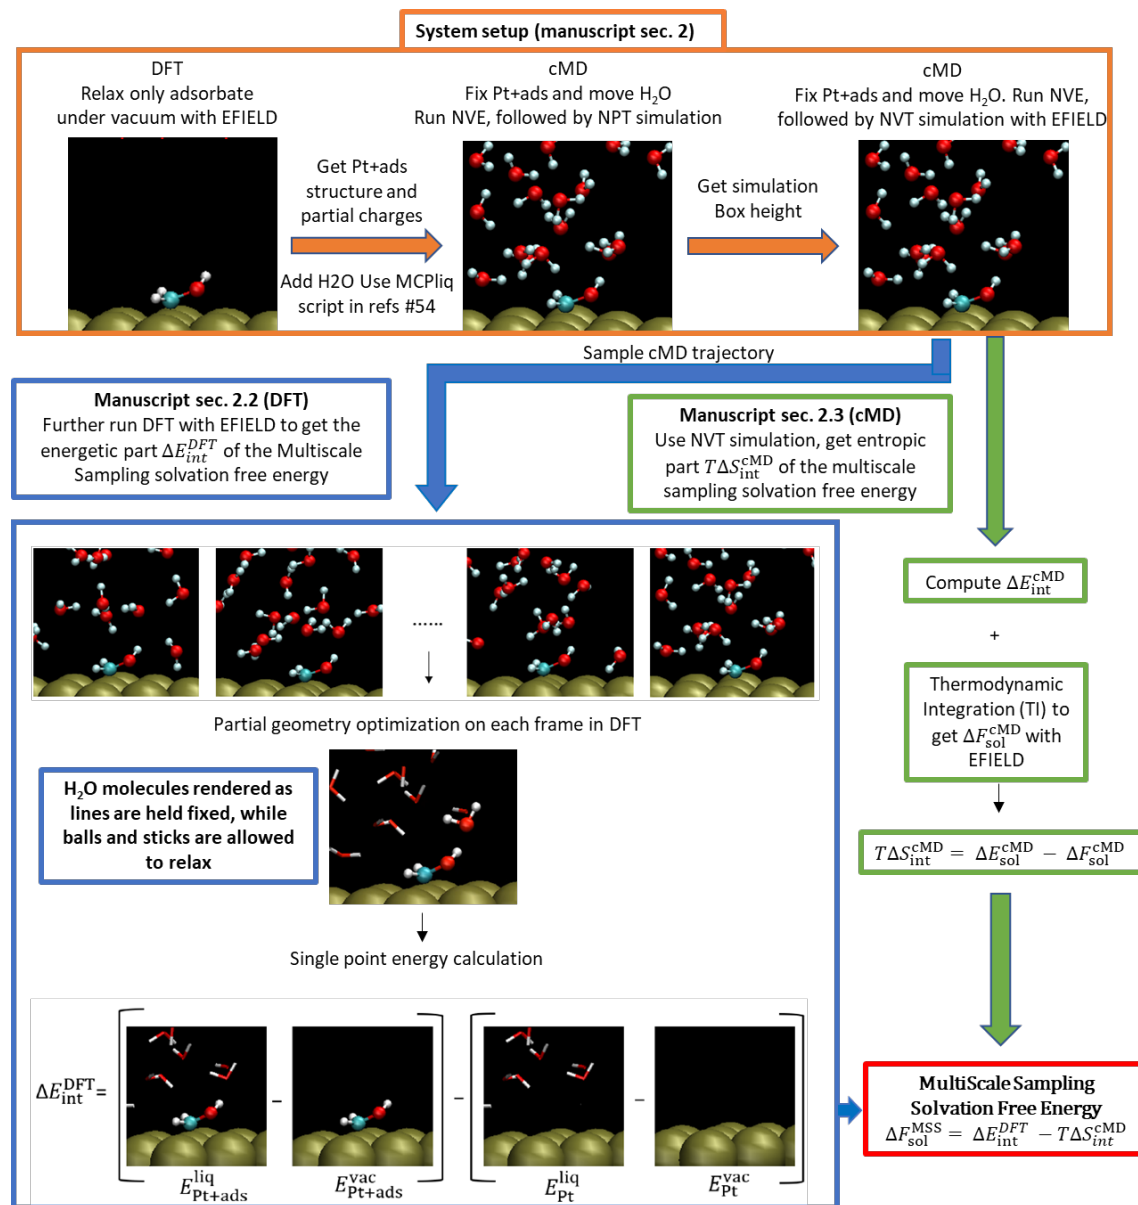 System setup (manuscript sec. 2)
DFT
Relax only adsorbate
under vacuum with EFIELD
cMD
Fix Pt+ads and move H₂O
Run NVE, followed by NPT simulation
cMD
Fix Pt+ads and move H₂O. Run NVE,
followed by NVT simulation with EFIELD
Get Pt+ads
structure and
partial charges
Add H2O Use MCPliq
script in refs #54
Get simulation
Box height
Sample cMD trajectory
Manuscript sec. 2.2 (DFT)
Further run DFT with EFIELD to get the
energetic part ΔE_int^DFT of the Multiscale
Sampling solvation free energy
Manuscript sec. 2.3 (cMD)
Use NVT simulation, get entropic
part TΔS_int^cMD of the multiscale
sampling solvation free energy
......
Partial geometry optimization on each frame in DFT
H₂O molecules rendered as
lines are held fixed, while
balls and sticks are allowed
to relax
Single point energy calculation
ΔE_int^DFT = [ − ] − [ − ]
E_Pt+ads^liq E_Pt+ads^vac E_Pt^liq E_Pt^vac
Compute ΔE_int^cMD
+
Thermodynamic
Integration (TI) to
get ΔF_sol^cMD with
EFIELD
TΔS_int^cMD = ΔE_sol^cMD − ΔF_sol^cMD
MultiScale Sampling
Solvation Free Energy
ΔF_sol^MSS = ΔE_int^DFT − TΔS_int^cMD